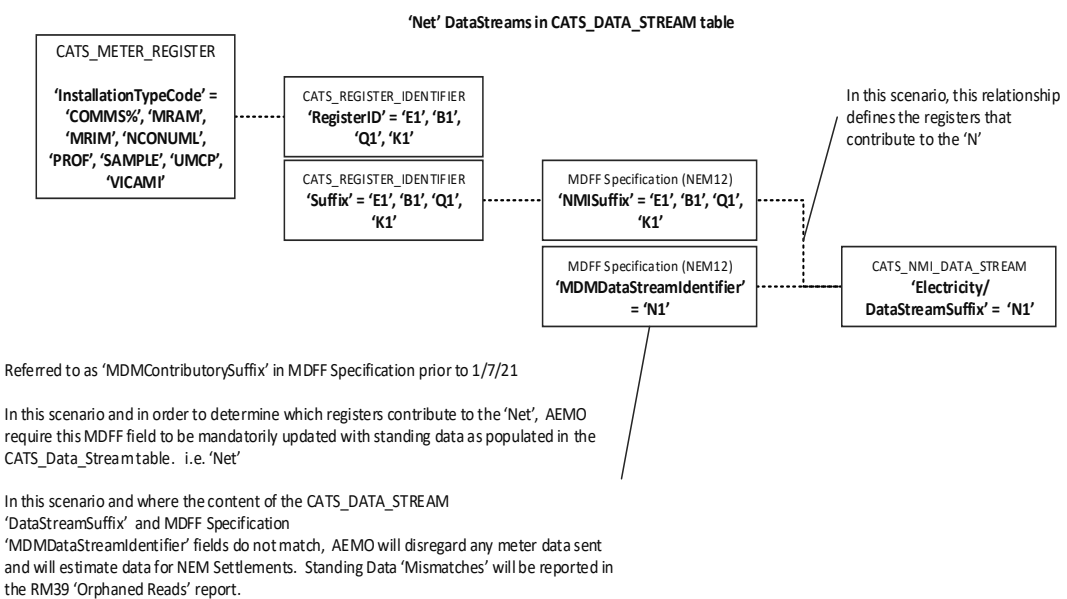 ‘Net’ DataStreams in CATS_DATA_STREAM table
CATS_METER_REGISTER
‘InstallationTypeCode’ =
‘COMMS%’, ‘MRAM’,
‘MRIM’, ‘NCONUML’,
‘PROF’, ‘SAMPLE’, ‘UMCP’,
‘VICAMI’
CATS_REGISTER_IDENTIFIER
‘RegisterID’ = ‘E1’, ‘B1’,
‘Q1’, ‘K1’
CATS_REGISTER_IDENTIFIER
‘Suffix’ = ‘E1’, ‘B1’, ‘Q1’,
‘K1’
MDFF Specification (NEM12)
‘NMISuffix’ = ‘E1’, ‘B1’, ‘Q1’,
‘K1’
MDFF Specification (NEM12)
‘MDMDataStreamIdentifier’
= ‘N1’
In this scenario, this relationship
defines the registers that
contribute to the ‘N’
CATS_NMI_DATA_STREAM
‘Electricity/
DataStreamSuffix’ = ‘N1’
Referred to as ‘MDMContributorySuffix’ in MDFF Specification prior to 1/7/21
In this scenario and in order to determine which registers contribute to the ‘Net’, AEMO
require this MDFF field to be mandatorily updated with standing data as populated in the
CATS_Data_Stream table. i.e. ‘Net’
In this scenario and where the content of the CATS_DATA_STREAM
‘DataStreamSuffix’ and MDFF Specification
‘MDMDataStreamIdentifier’ fields do not match, AEMO will disregard any meter data sent
and will estimate data for NEM Settlements. Standing Data ‘Mismatches’ will be reported in
the RM39 ‘Orphaned Reads’ report.